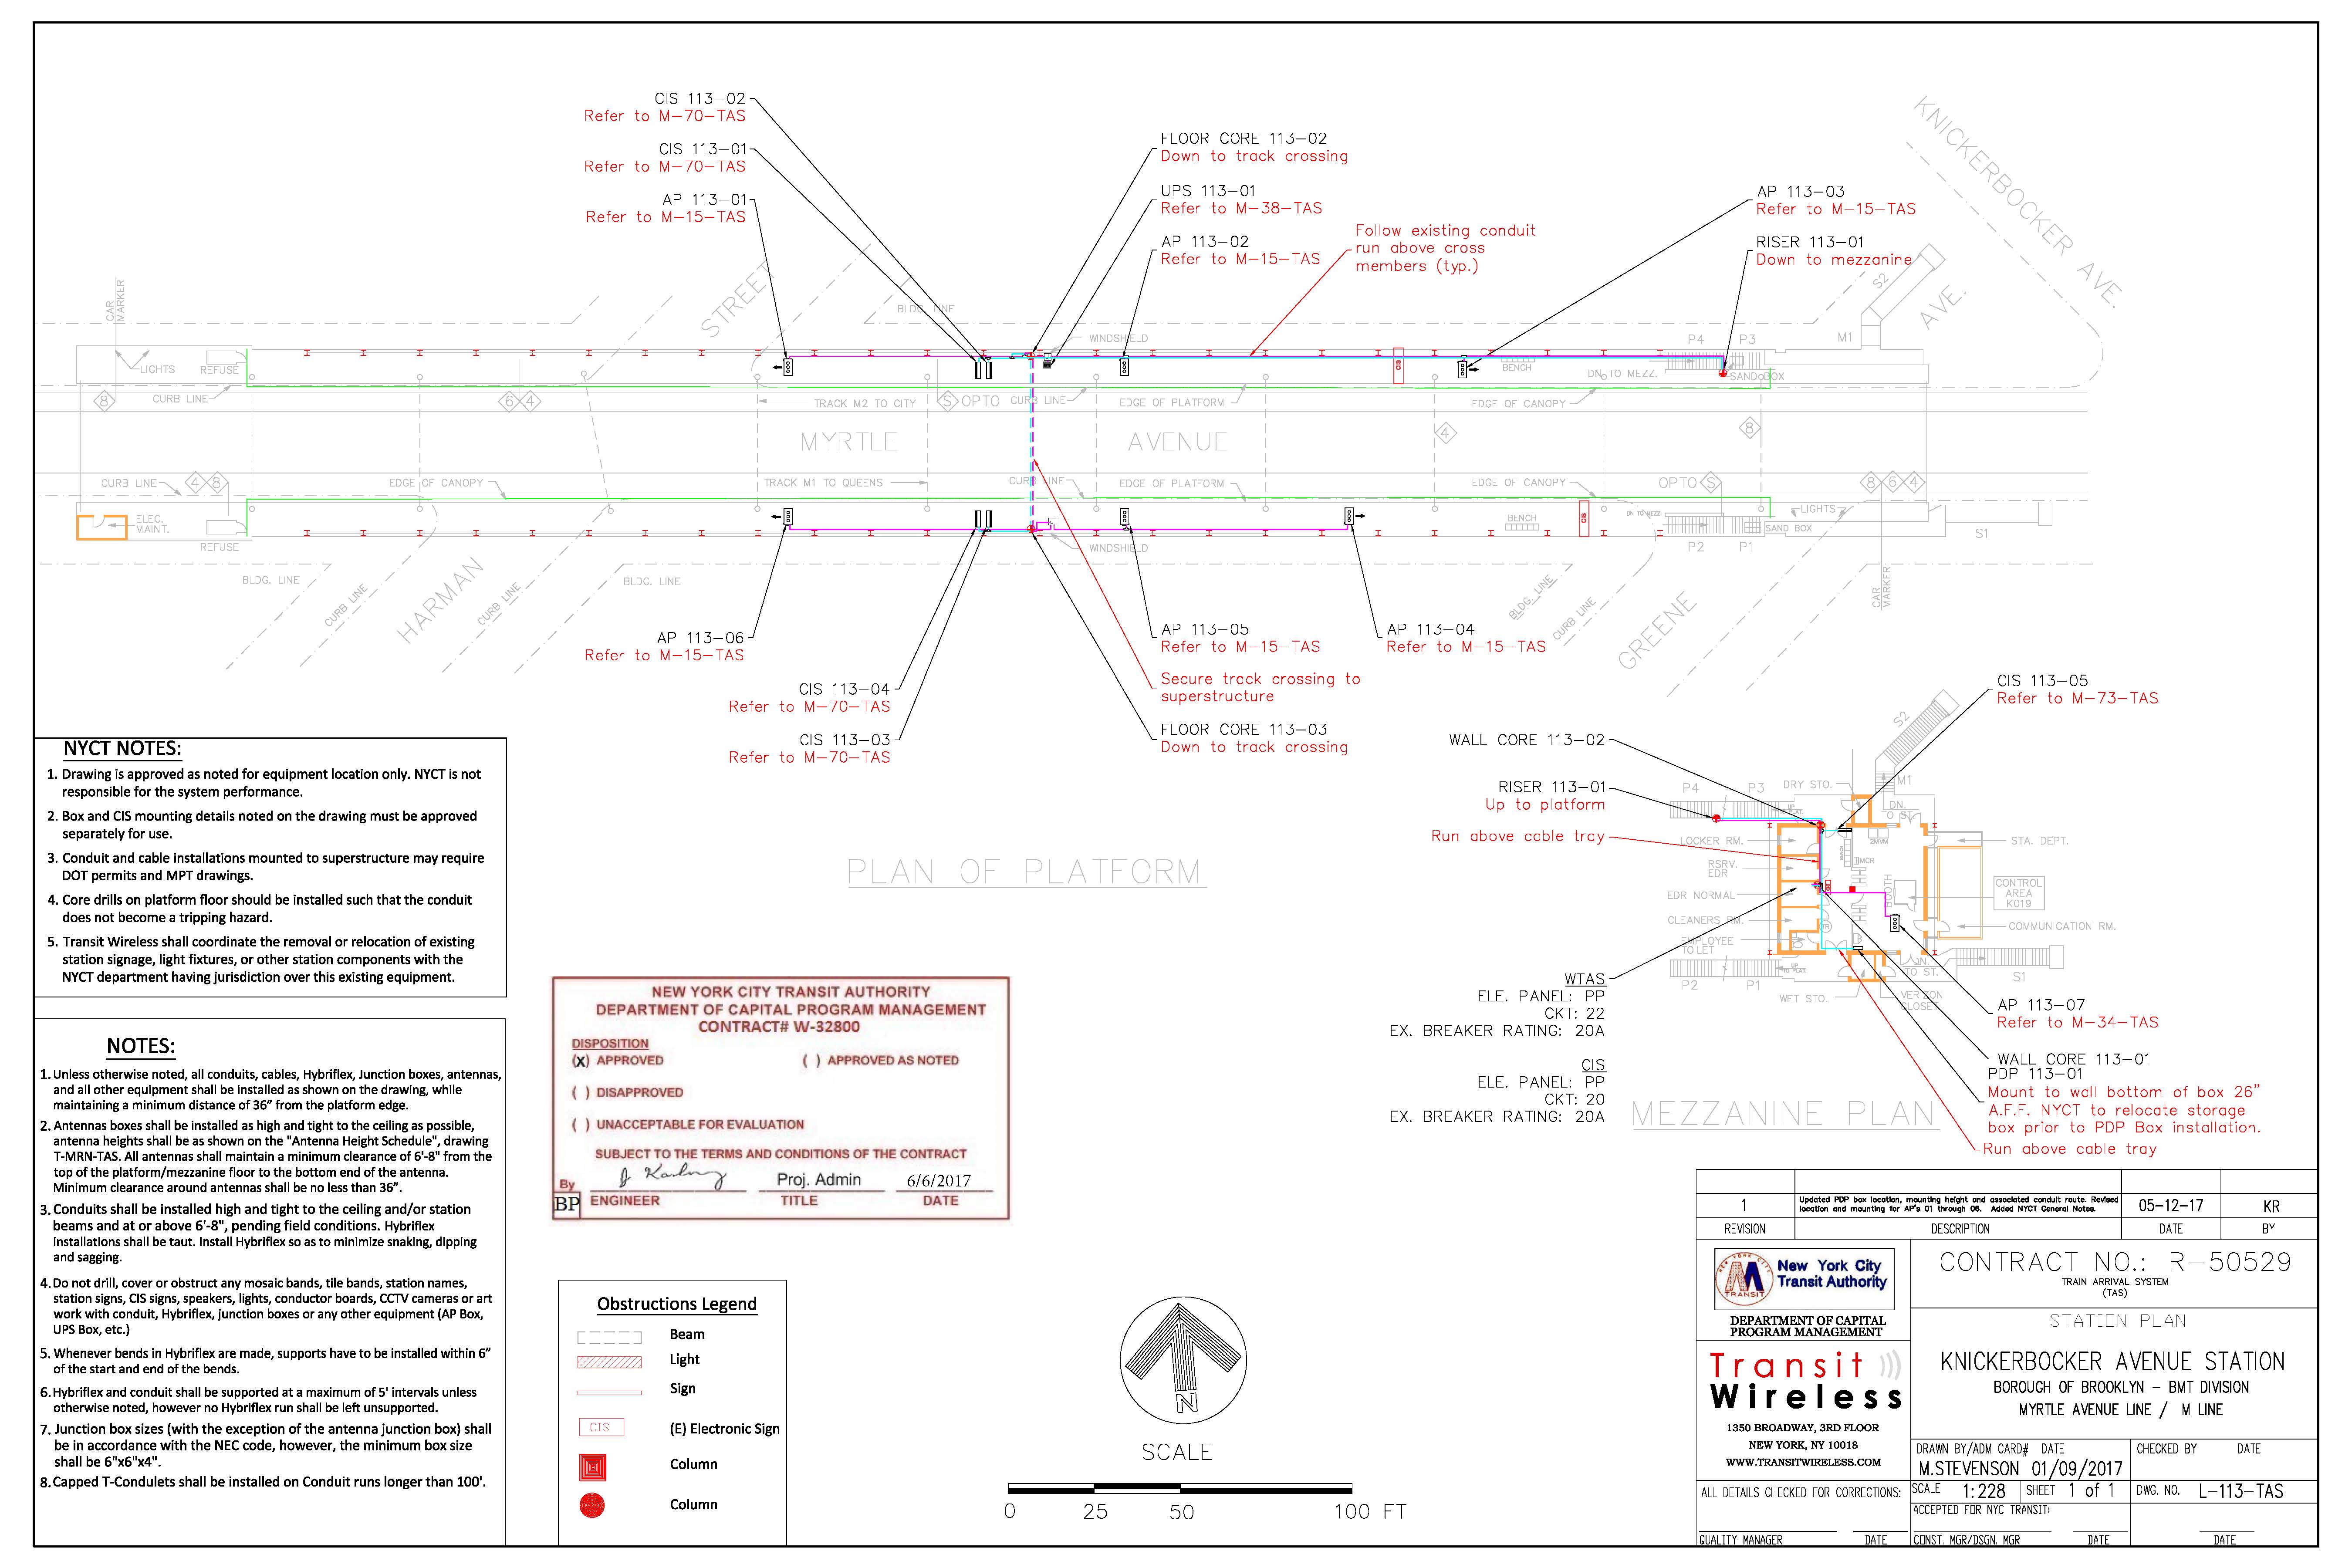 CIS 113-02
Refer to M-70-TAS
CIS 113-01
Refer to M-70-TAS
AP 113-01
Refer to M-15-TAS
FLOOR CORE 113-02
Down to track crossing
UPS 113-01
Refer to M-38-TAS
AP 113-02
Refer to M-15-TAS
Follow existing conduit
run above cross
members (typ.)
AP 113-03
Refer to M-15-TAS
RISER 113-01
Down to mezzanine
KNICKERBOCKER AVE.
AVE.
S2
M1
STREET
BLDG. LINE
CAR
MARKER
LIGHTS
REFUSE
WINDSHIELD
CIS
BENCH
P4
P3
DN TO MEZZ.
SAND BOX
8
CURB LINE
6
4
TRACK M2 TO CITY
S
OPTO
CURB LINE
EDGE OF PLATFORM
EDGE OF CANOPY
MYRTLE
AVENUE
4
8
CURB LINE
4
8
EDGE OF CANOPY
TRACK M1 TO QUEENS
CURB LINE
EDGE OF PLATFORM
EDGE OF CANOPY
OPTO
S
8
6
4
ELEC.
MAINT.
REFUSE
WINDSHIELD
BENCH
CIS
DN TO MEZZ.
LIGHTS
SAND BOX
P2
P1
S1
BLDG. LINE
CURB LINE
HARMAN
CURB LINE
BLDG. LINE
BLDG. LINE
CURB LINE
GREENE
CAR
MARKER
AP 113-06
Refer to M-15-TAS
CIS 113-04
Refer to M-70-TAS
CIS 113-03
Refer to M-70-TAS
AP 113-05
Refer to M-15-TAS
Secure track crossing to
superstructure
FLOOR CORE 113-03
Down to track crossing
AP 113-04
Refer to M-15-TAS
PLAN OF PLATFORM
CIS 113-05
Refer to M-73-TAS
WALL CORE 113-02
RISER 113-01
Up to platform
Run above cable tray
P4
P3
DRY STO.
S2
M1
DN.
TO ST.
LOCKER RM.
RSRV.
EDR
EDR NORMAL
CLEANERS RM.
EMPLOYEE
TOILET
2MVM
MCR
BOOTH
STA. DEPT.
CONTROL
AREA
K019
COMMUNICATION RM.
P2
P1
WET STO.
VERIZON
CLOSET
DN.
TO ST.
S1
WTAS
ELE. PANEL: PP
CKT: 22
EX. BREAKER RATING: 20A
CIS
ELE. PANEL: PP
CKT: 20
EX. BREAKER RATING: 20A
AP 113-07
Refer to M-34-TAS
WALL CORE 113-01
PDP 113-01
Mount to wall bottom of box 26"
A.F.F. NYCT to relocate storage
box prior to PDP Box installation.
Run above cable tray
MEZZANINE PLAN
NYCT NOTES:
1. Drawing is approved as noted for equipment location only. NYCT is not
responsible for the system performance.
2. Box and CIS mounting details noted on the drawing must be approved
separately for use.
3. Conduit and cable installations mounted to superstructure may require
DOT permits and MPT drawings.
4. Core drills on platform floor should be installed such that the conduit
does not become a tripping hazard.
5. Transit Wireless shall coordinate the removal or relocation of existing
station signage, light fixtures, or other station components with the
NYCT department having jurisdiction over this existing equipment.
NOTES:
1. Unless otherwise noted, all conduits, cables, Hybriflex, Junction boxes, antennas,
and all other equipment shall be installed as shown on the drawing, while
maintaining a minimum distance of 36" from the platform edge.
2. Antennas boxes shall be installed as high and tight to the ceiling as possible,
antenna heights shall be as shown on the "Antenna Height Schedule", drawing
T-MRN-TAS. All antennas shall maintain a minimum clearance of 6'-8" from the
top of the platform/mezzanine floor to the bottom end of the antenna.
Minimum clearance around antennas shall be no less than 36".
3. Conduits shall be installed high and tight to the ceiling and/or station
beams and at or above 6'-8", pending field conditions. Hybriflex
installations shall be taut. Install Hybriflex so as to minimize snaking, dipping
and sagging.
4. Do not drill, cover or obstruct any mosaic bands, tile bands, station names,
station signs, CIS signs, speakers, lights, conductor boards, CCTV cameras or art
work with conduit, Hybriflex, junction boxes or any other equipment (AP Box,
UPS Box, etc.)
5. Whenever bends in Hybriflex are made, supports have to be installed within 6"
of the start and end of the bends.
6. Hybriflex and conduit shall be supported at a maximum of 5' intervals unless
otherwise noted, however no Hybriflex run shall be left unsupported.
7. Junction box sizes (with the exception of the antenna junction box) shall
be in accordance with the NEC code, however, the minimum box size
shall be 6"x6"x4".
8. Capped T-Condulets shall be installed on Conduit runs longer than 100'.
NEW YORK CITY TRANSIT AUTHORITY
DEPARTMENT OF CAPITAL PROGRAM MANAGEMENT
CONTRACT# W-32800
DISPOSITION
(X) APPROVED
( ) APPROVED AS NOTED
( ) DISAPPROVED
( ) UNACCEPTABLE FOR EVALUATION
SUBJECT TO THE TERMS AND CONDITIONS OF THE CONTRACT
By
Proj. Admin
6/6/2017
BP
ENGINEER
TITLE
DATE
Obstructions Legend
Beam
Light
Sign
CIS
(E) Electronic Sign
Column
Column
N
SCALE
0
25
50
100 FT
1
Updated PDP box location, mounting height and associated conduit route. Revised
location and mounting for AP's 01 through 06. Added NYCT General Notes.
05-12-17
KR
REVISION
DESCRIPTION
DATE
BY
TRANSIT
New York City
Transit Authority
DEPARTMENT OF CAPITAL
PROGRAM MANAGEMENT
Transit
Wireless
1350 BROADWAY, 3RD FLOOR
NEW YORK, NY 10018
WWW.TRANSITWIRELESS.COM
ALL DETAILS CHECKED FOR CORRECTIONS:
QUALITY MANAGER
DATE
CONTRACT NO.: R-50529
TRAIN ARRIVAL SYSTEM
(TAS)
STATION PLAN
KNICKERBOCKER AVENUE STATION
BOROUGH OF BROOKLYN - BMT DIVISION
MYRTLE AVENUE LINE / M LINE
DRAWN BY/ADM CARD# DATE
M.STEVENSON 01/09/2017
CHECKED BY
DATE
SCALE
1:228
SHEET 1 of 1
DWG. NO.
L-113-TAS
ACCEPTED FOR NYC TRANSIT:
CONST. MGR/DSGN. MGR
DATE
DATE